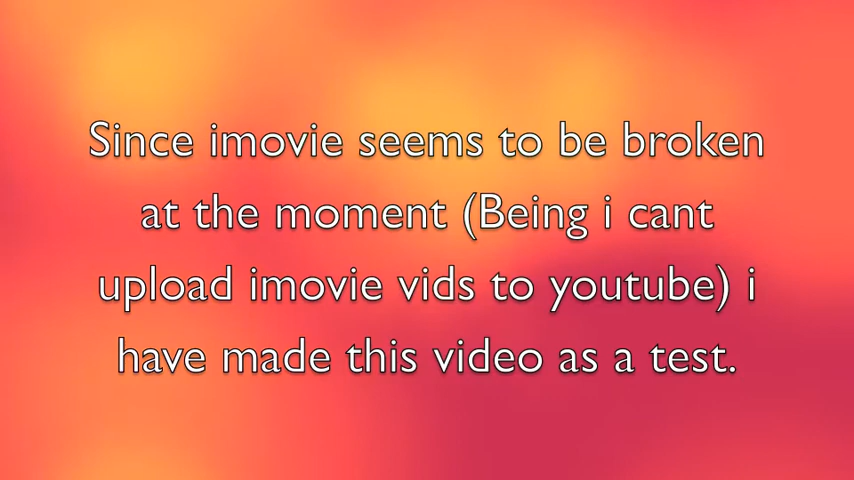 Since imovie seems to be broken
at the moment (Being i cant
upload imovie vids to youtube) i
have made this video as a test.